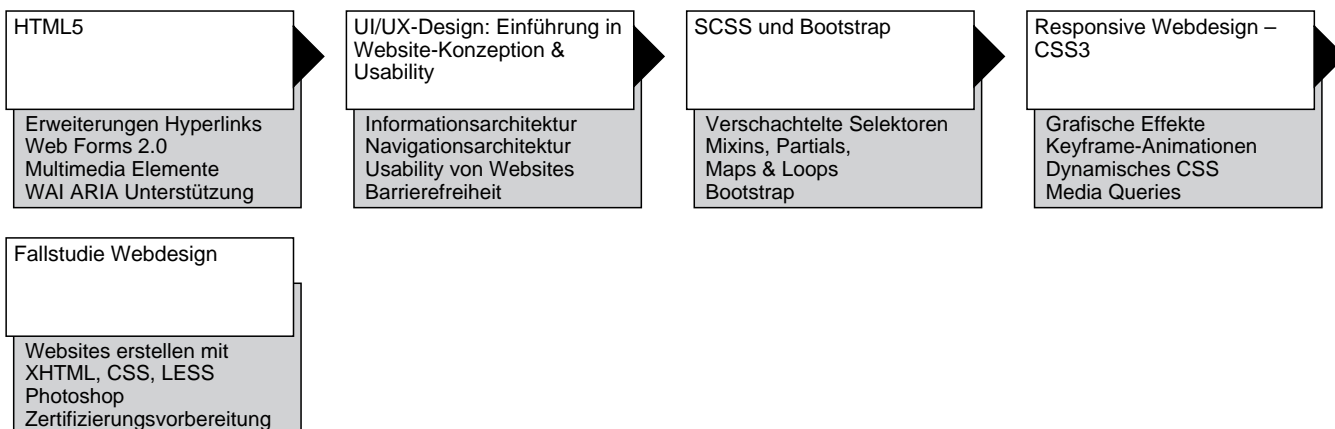 HTML5
Erweiterungen Hyperlinks
Web Forms 2.0
Multimedia Elemente
WAI ARIA Unterstützung
UI/UX-Design: Einführung in
Website-Konzeption &
Usability
Informationsarchitektur
Navigationsarchitektur
Usability von Websites
Barrierefreiheit
SCSS und Bootstrap
Verschachtelte Selektoren
Mixins, Partials,
Maps & Loops
Bootstrap
Responsive Webdesign –
CSS3
Grafische Effekte
Keyframe-Animationen
Dynamisches CSS
Media Queries
Fallstudie Webdesign
Websites erstellen mit
XHTML, CSS, LESS
Photoshop
Zertifizierungsvorbereitung